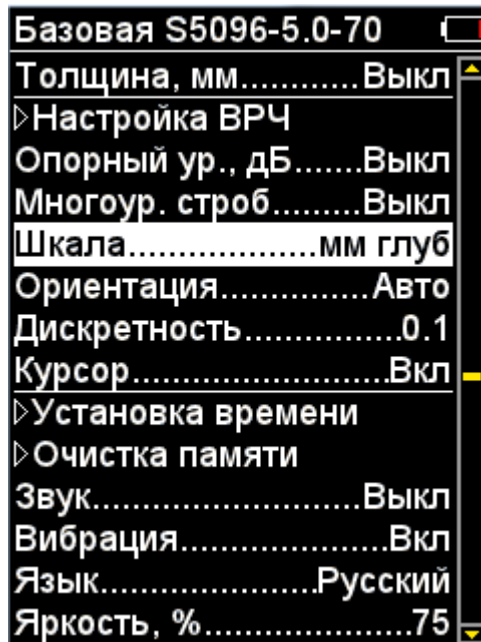 Базовая S5096-5.0-70
Толщина, мм............Выкл
▷Настройка ВРЧ
Опорный ур., дБ.......Выкл
Многоур. строб.........Выкл
Шкала...................мм глуб
Ориентация...............Авто
Дискретность................0.1
Курсор..........................Вкл
▷Установка времени
▷Очистка памяти
Звук...........................Выкл
Вибрация....................Вкл
Язык......................Русский
Яркость, %.....................75